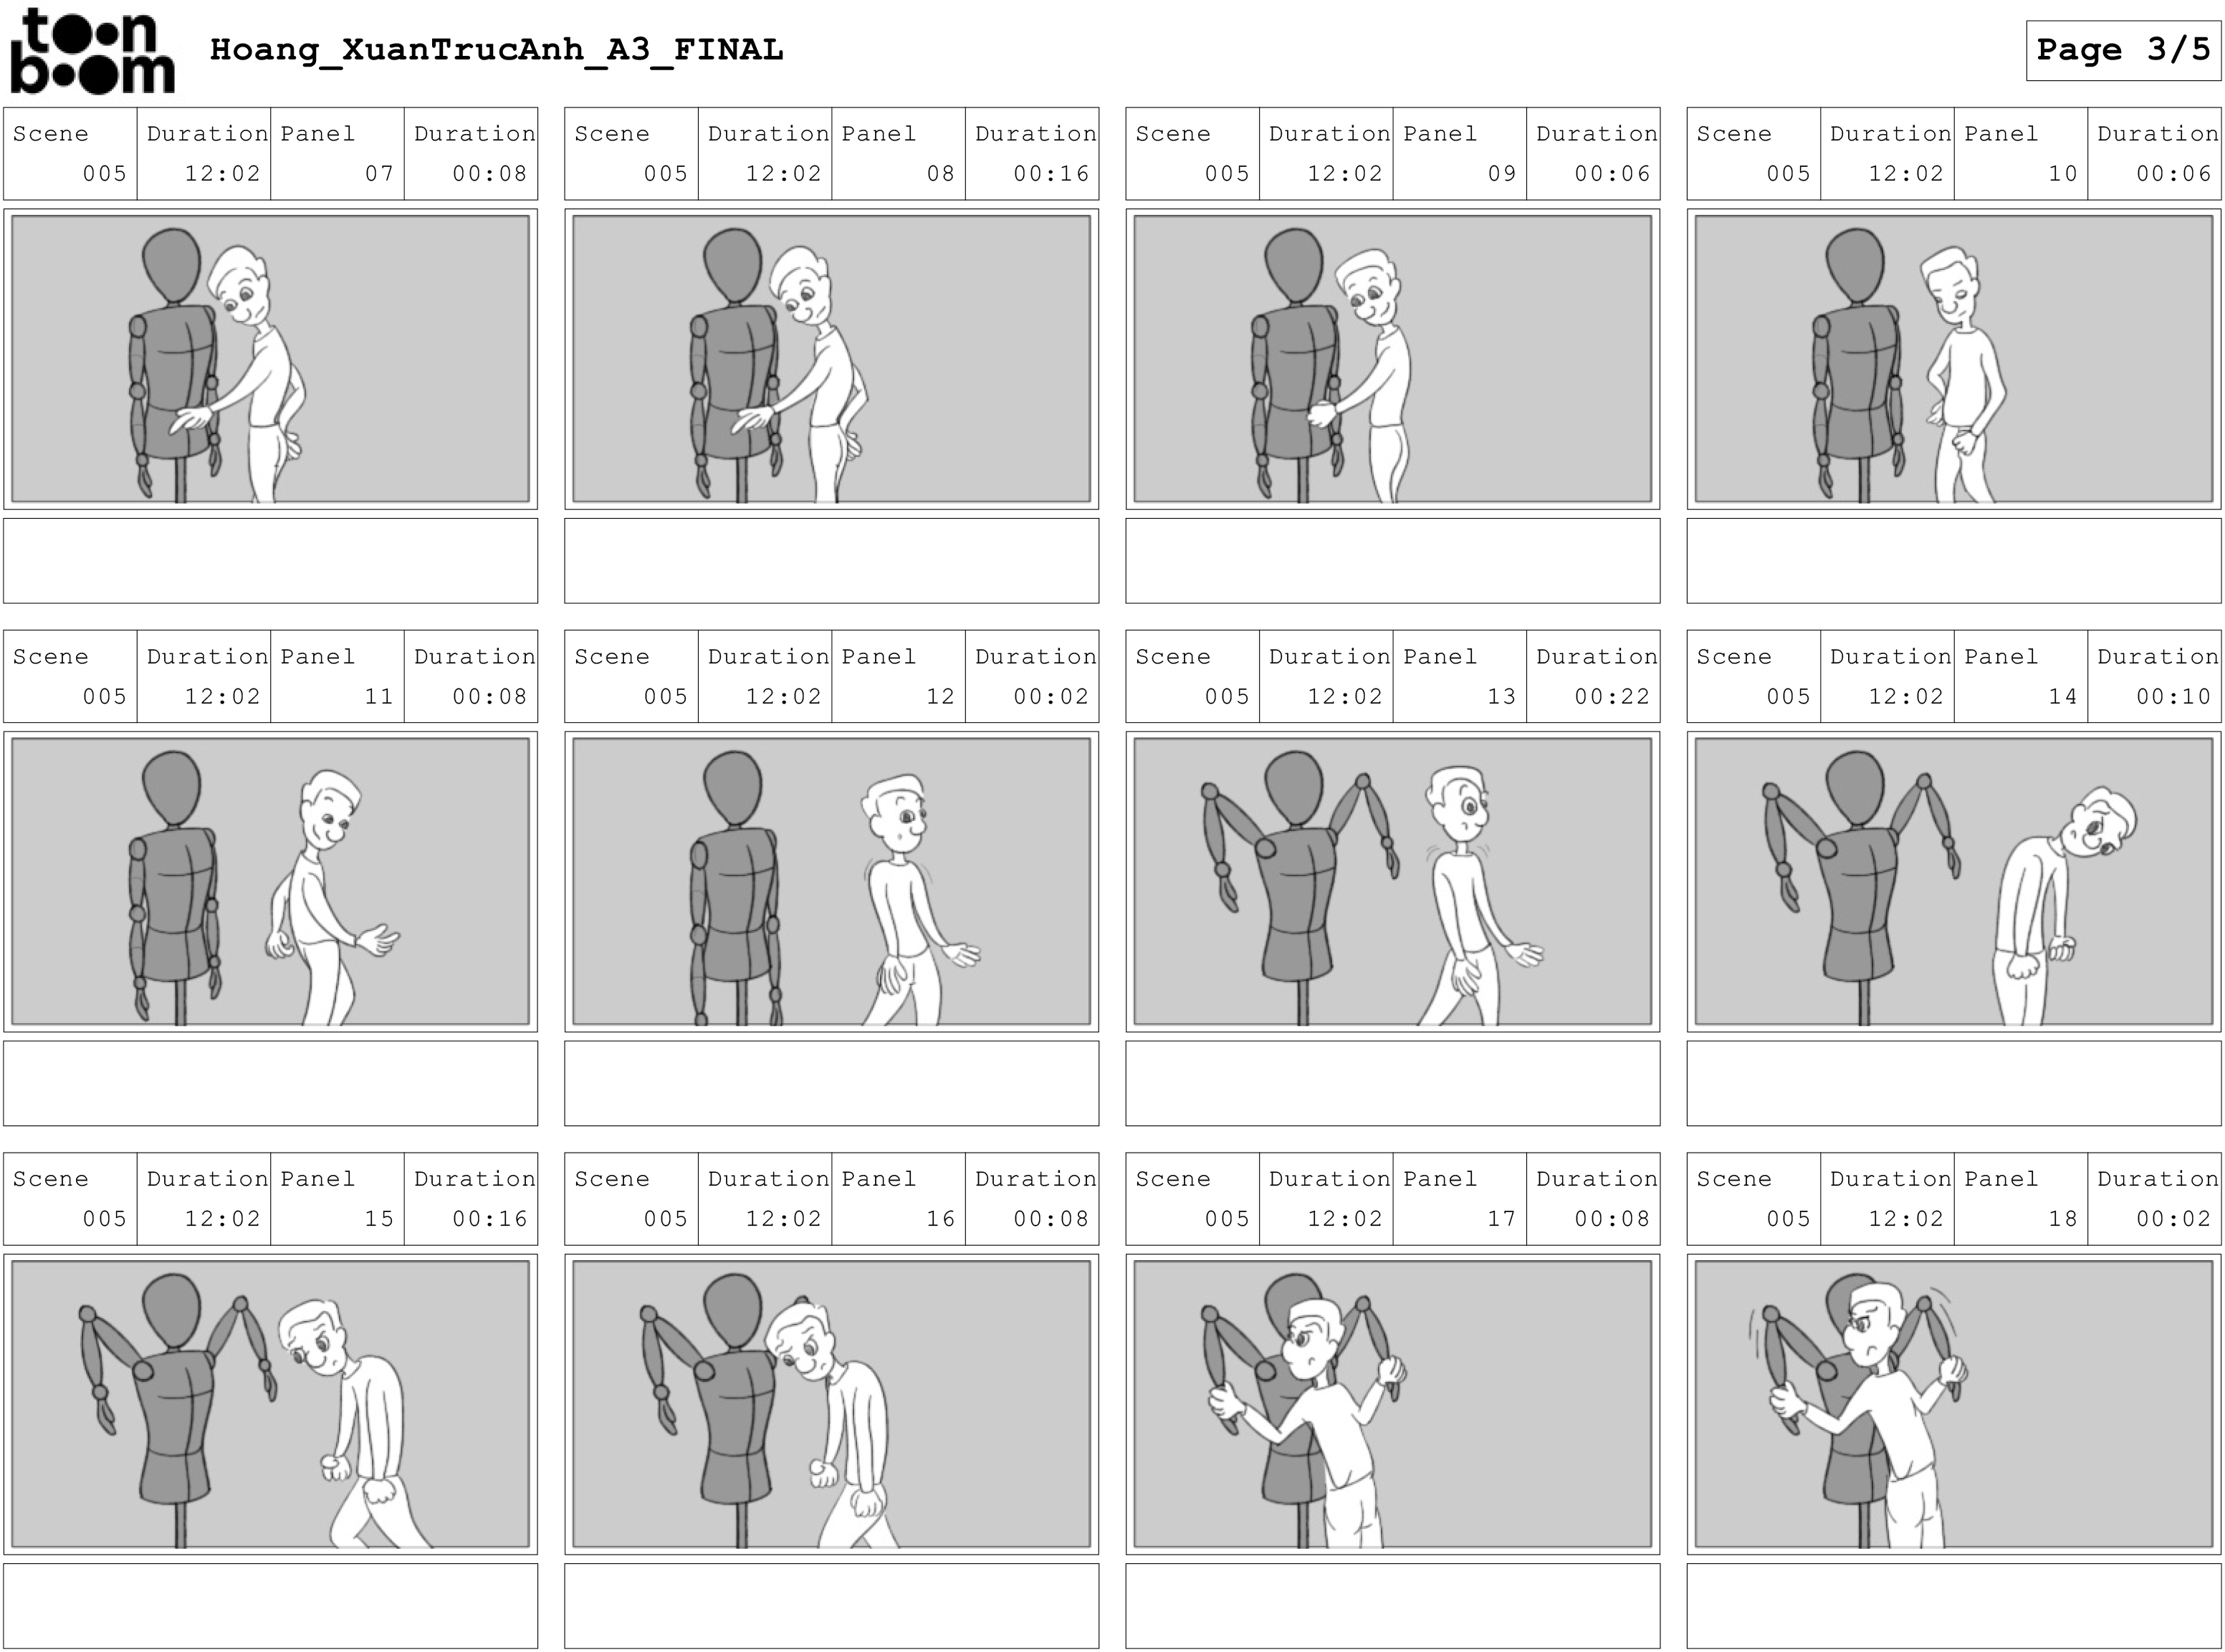 toon
boom
Hoang_XuanTrucAnh_A3_FINAL
Page 3/5
Scene Duration Panel Duration
005 12:02 07 00:08
Scene Duration Panel Duration
005 12:02 08 00:16
Scene Duration Panel Duration
005 12:02 09 00:06
Scene Duration Panel Duration
005 12:02 10 00:06
Scene Duration Panel Duration
005 12:02 11 00:08
Scene Duration Panel Duration
005 12:02 12 00:02
Scene Duration Panel Duration
005 12:02 13 00:22
Scene Duration Panel Duration
005 12:02 14 00:10
Scene Duration Panel Duration
005 12:02 15 00:16
Scene Duration Panel Duration
005 12:02 16 00:08
Scene Duration Panel Duration
005 12:02 17 00:08
Scene Duration Panel Duration
005 12:02 18 00:02